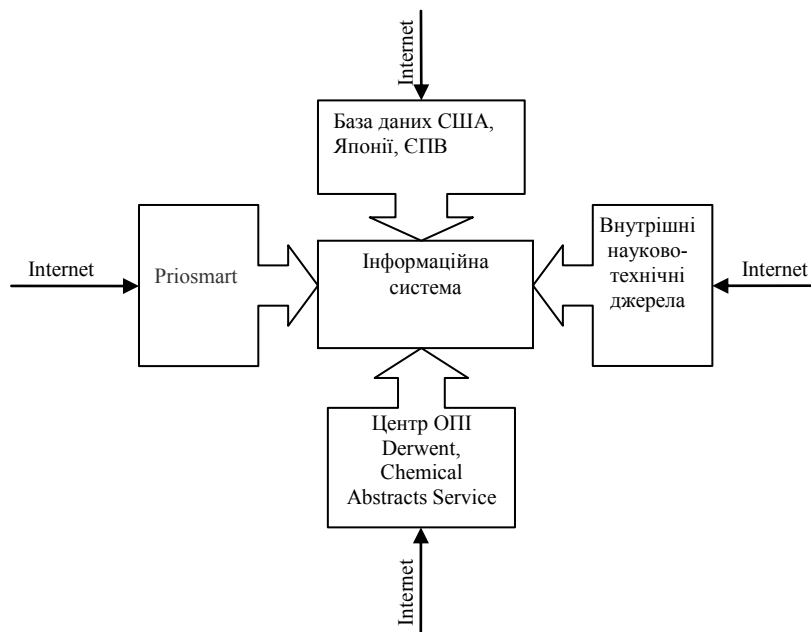 Internet
База даних США,
Японії, ЄПВ
Internet
Priosmart
Інформаційна
система
Внутрішні
науково-
технічні
джерела
Internet
Центр ОПІ
Derwent,
Chemical
Abstracts Service
Internet